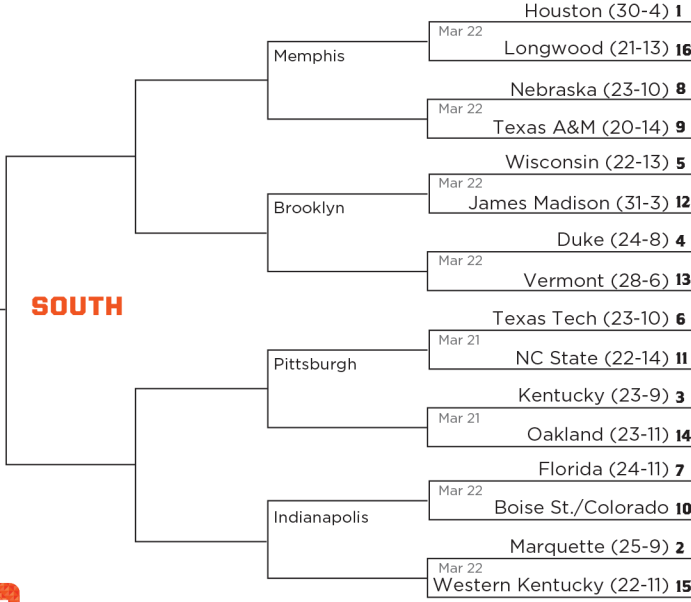 Houston (30-4) 1
Mar 22
Longwood (21-13) 16
Memphis
Nebraska (23-10) 8
Mar 22
Texas A&M (20-14) 9
Wisconsin (22-13) 5
Mar 22
James Madison (31-3) 12
Brooklyn
Duke (24-8) 4
Mar 22
Vermont (28-6) 13
SOUTH
Texas Tech (23-10) 6
Mar 21
NC State (22-14) 11
Pittsburgh
Kentucky (23-9) 3
Mar 21
Oakland (23-11) 14
Florida (24-11) 7
Mar 22
Boise St./Colorado 10
Indianapolis
Marquette (25-9) 2
Mar 22
Western Kentucky (22-11) 15